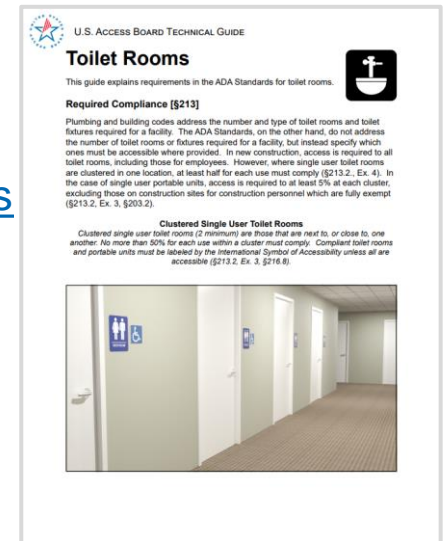 U.S. ACCESS BOARD TECHNICAL GUIDE
Toilet Rooms
This guide explains requirements in the ADA Standards for toilet rooms.
Required Compliance [§213]
Plumbing and building codes address the number and type of toilet rooms and toilet
fixtures required for a facility. The ADA Standards, on the other hand, do not address
the number of toilet rooms or fixtures required for a facility, but instead specify which
ones must be accessible where provided. In new construction, access is required to all
toilet rooms, including those for employees. However, where single user toilet rooms
are clustered in one location, at least half for each use must comply (§213.2., Ex. 4). In
the case of single user portable units, access is required to at least 5% at each cluster,
excluding those on construction sites for construction personnel which are fully exempt
(§213.2, Ex. 3, §203.2).
s
Clustered Single User Toilet Rooms
Clustered single user toilet rooms (2 minimum) are those that are next to, or close to, one
another. No more than 50% for each use within a cluster must comply. Compliant toilet rooms
and portable units must be labeled by the International Symbol of Accessibility unless all are
accessible (§213.2, Ex. 3, §216.8).